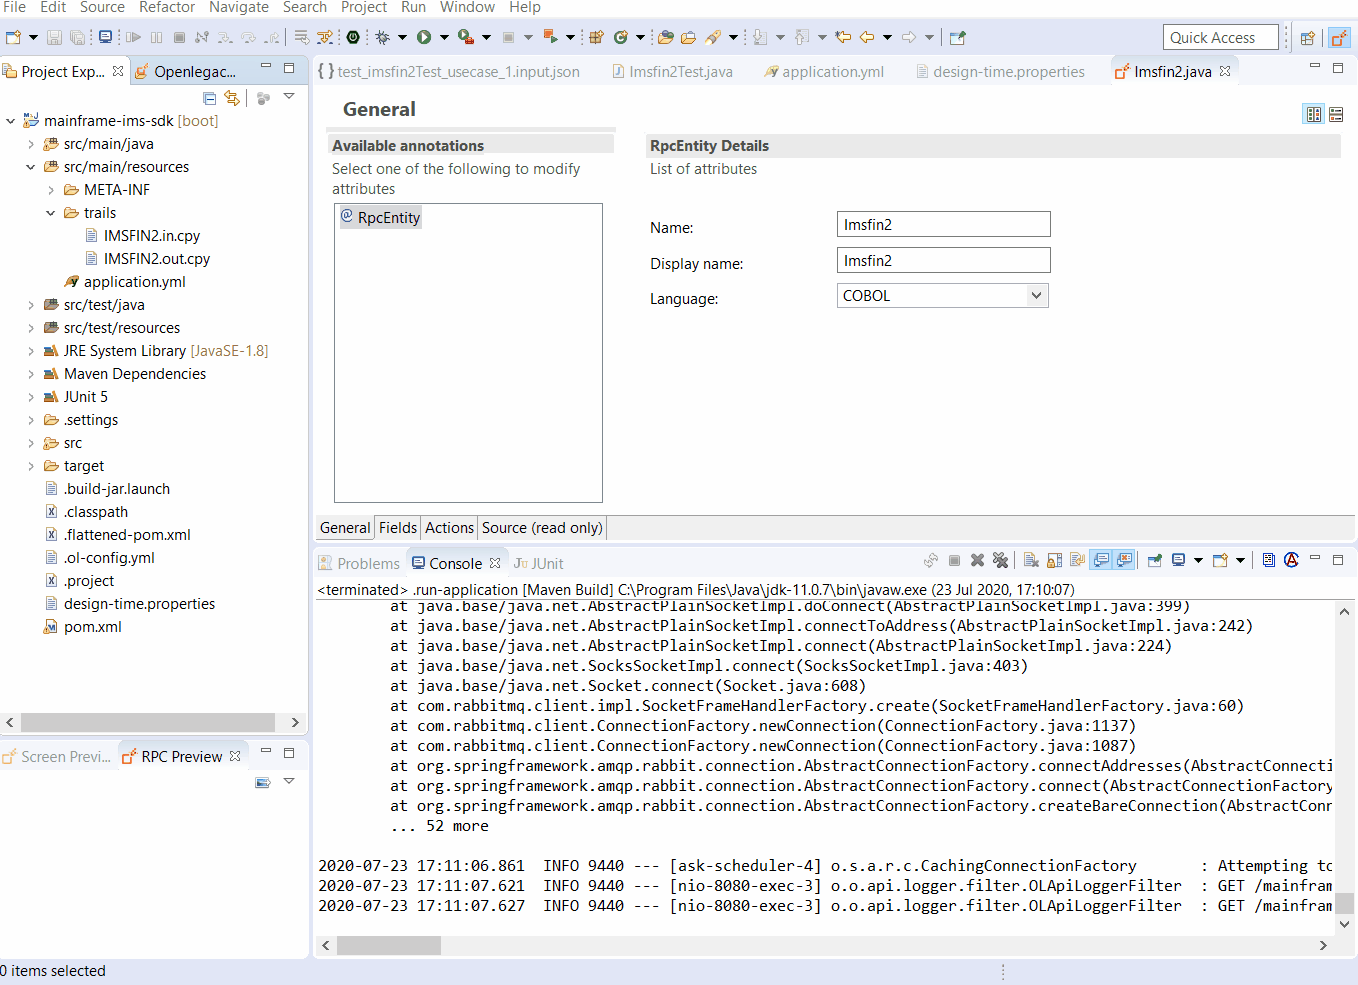 File Edit Source Refactor Navigate Search Project Run Window Help
Quick Access
Project Exp...
Openlegac...
mainframe-ims-sdk [boot]
src/main/java
src/main/resources
META-INF
trails
IMSFIN2.in.cpy
IMSFIN2.out.cpy
application.yml
src/test/java
src/test/resources
JRE System Library [JavaSE-1.8]
Maven Dependencies
JUnit 5
.settings
src
target
.build-jar.launch
.classpath
.flattened-pom.xml
.ol-config.yml
.project
design-time.properties
pom.xml
Screen Previ...
RPC Preview
test_imsfin2Test_usecase_1.input.json
Imsfin2Test.java
application.yml
design-time.properties
Imsfin2.java
General
Available annotations
Select one of the following to modify
attributes
@ RpcEntity
RpcEntity Details
List of attributes
Name: Imsfin2
Display name: Imsfin2
Language: COBOL
General Fields Actions Source (read only)
Problems Console JUnit
<terminated> .run-application [Maven Build] C:\Program Files\Java\jdk-11.0.7\bin\javaw.exe (23 Jul 2020, 17:10:07)
at java.base/java.net.AbstractPlainSocketImpl.doConnect(AbstractPlainSocketImpl.java:399)
at java.base/java.net.AbstractPlainSocketImpl.connectToAddress(AbstractPlainSocketImpl.java:242)
at java.base/java.net.AbstractPlainSocketImpl.connect(AbstractPlainSocketImpl.java:224)
at java.base/java.net.SocksSocketImpl.connect(SocksSocketImpl.java:403)
at java.base/java.net.Socket.connect(Socket.java:608)
at com.rabbitmq.client.impl.SocketFrameHandlerFactory.create(SocketFrameHandlerFactory.java:60)
at com.rabbitmq.client.ConnectionFactory.newConnection(ConnectionFactory.java:1137)
at com.rabbitmq.client.ConnectionFactory.newConnection(ConnectionFactory.java:1087)
at org.springframework.amqp.rabbit.connection.AbstractConnectionFactory.connectAddresses(AbstractConnecti
at org.springframework.amqp.rabbit.connection.AbstractConnectionFactory.connect(AbstractConnectionFactory
at org.springframework.amqp.rabbit.connection.AbstractConnectionFactory.createBareConnection(AbstractConn
... 52 more
2020-07-23 17:11:06.861 INFO 9440 --- [ask-scheduler-4] o.s.a.r.c.CachingConnectionFactory : Attempting to
2020-07-23 17:11:07.621 INFO 9440 --- [nio-8080-exec-3] o.o.api.logger.filter.OLApiLoggerFilter : GET /mainfram
2020-07-23 17:11:07.627 INFO 9440 --- [nio-8080-exec-3] o.o.api.logger.filter.OLApiLoggerFilter : GET /mainfram
0 items selected